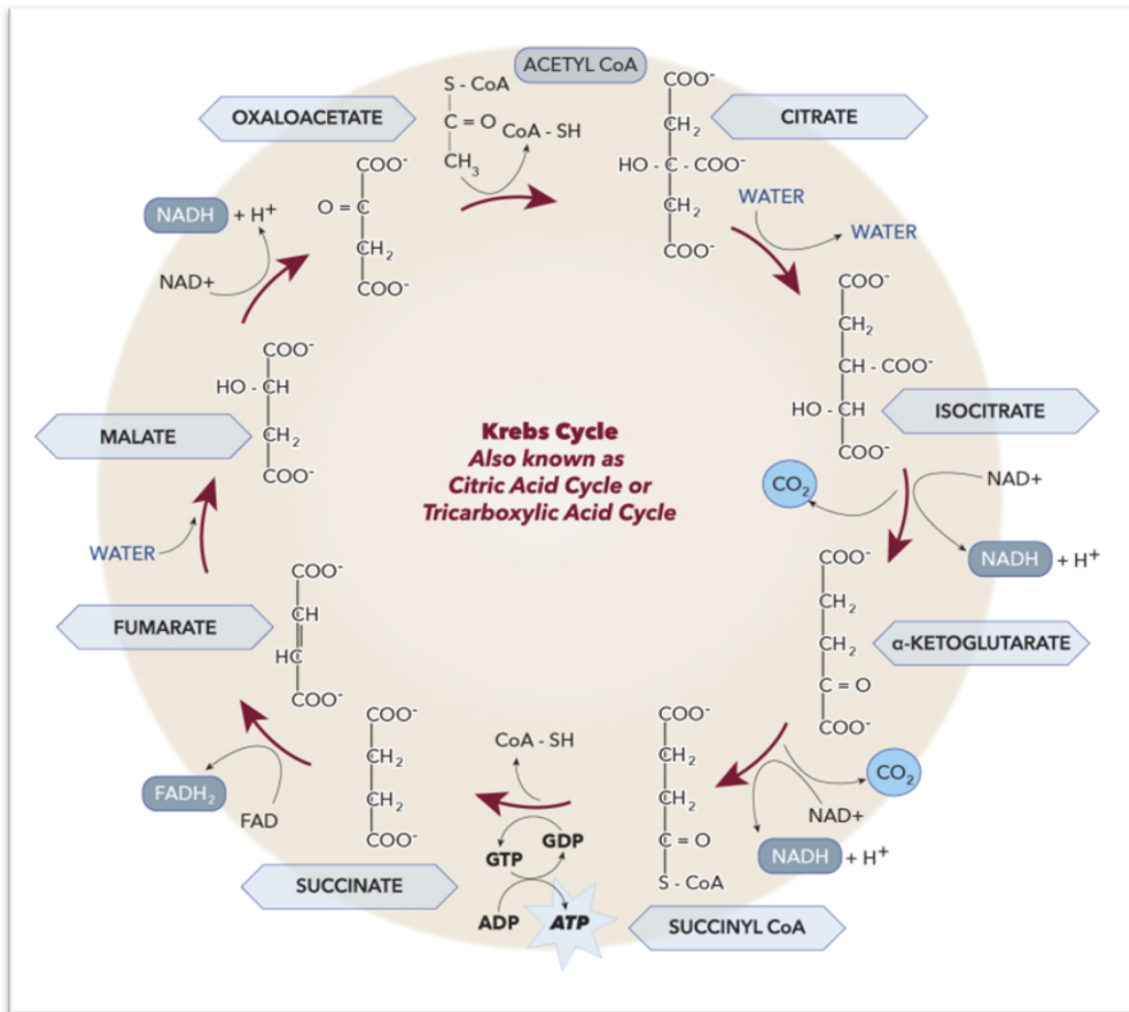 ACETYL CoA
S - CoA
C = O
CH₃
CoA - SH
OXALOACETATE
COO⁻
O = C
CH₂
COO⁻
CITRATE
COO⁻
CH₂
HO - C - COO⁻
CH₂
COO⁻
WATER
WATER
COO⁻
CH₂
CH - COO⁻
HO - CH
COO⁻
ISOCITRATE
CO₂
NAD+
NADH + H⁺
COO⁻
CH₂
CH₂
C = O
COO⁻
α-KETOGLUTARATE
CO₂
NAD+
NADH + H⁺
COO⁻
CH₂
CH₂
C = O
S - CoA
SUCCINYL CoA
CoA - SH
GDP
GTP
ADP
ATP
COO⁻
CH₂
CH₂
COO⁻
SUCCINATE
FADH₂
FAD
COO⁻
CH
HC
COO⁻
FUMARATE
WATER
COO⁻
HO - CH
CH₂
COO⁻
MALATE
NAD+
NADH + H⁺
Krebs Cycle
Also known as
Citric Acid Cycle or
Tricarboxylic Acid Cycle